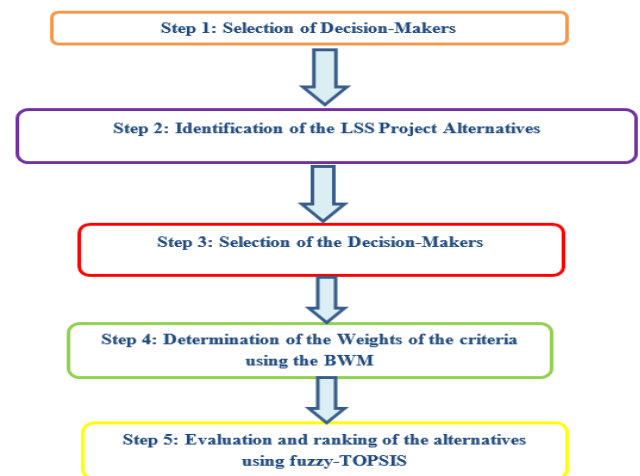 Step 1: Selection of Decision-Makers
Step 2: Identification of the LSS Project Alternatives
Step 3: Selection of the Decision-Makers
Step 4: Determination of the Weights of the criteria
using the BWM
Step 5: Evaluation and ranking of the alternatives
using fuzzy-TOPSIS